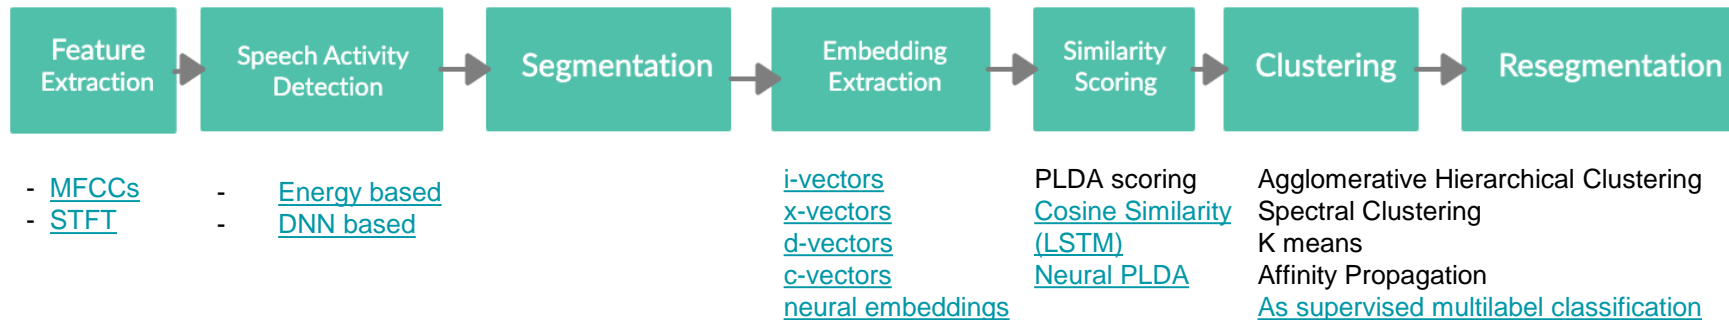 Feature
Extraction
Speech Activity
Detection
Segmentation
Embedding
Extraction
Similarity
Scoring
Clustering
Resegmentation
- MFCCs
- STFT
- Energy based
- DNN based
i-vectors
x-vectors
d-vectors
c-vectors
neural embeddings
PLDA scoring
Cosine Similarity
(LSTM)
Neural PLDA
Agglomerative Hierarchical Clustering
Spectral Clustering
K means
Affinity Propagation
As supervised multilabel classification